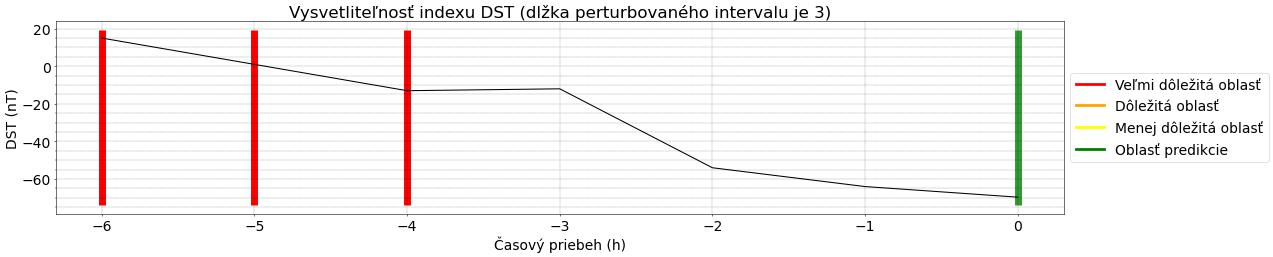 Vysvetliteľnosť indexu DST (dĺžka perturbovaného intervalu je 3)
DST (nT)
20
0
−20
−40
−60
−6
−5
−4
−3
−2
−1
0
Časový priebeh (h)
Veľmi dôležitá oblasť
Dôležitá oblasť
Menej dôležitá oblasť
Oblasť predikcie